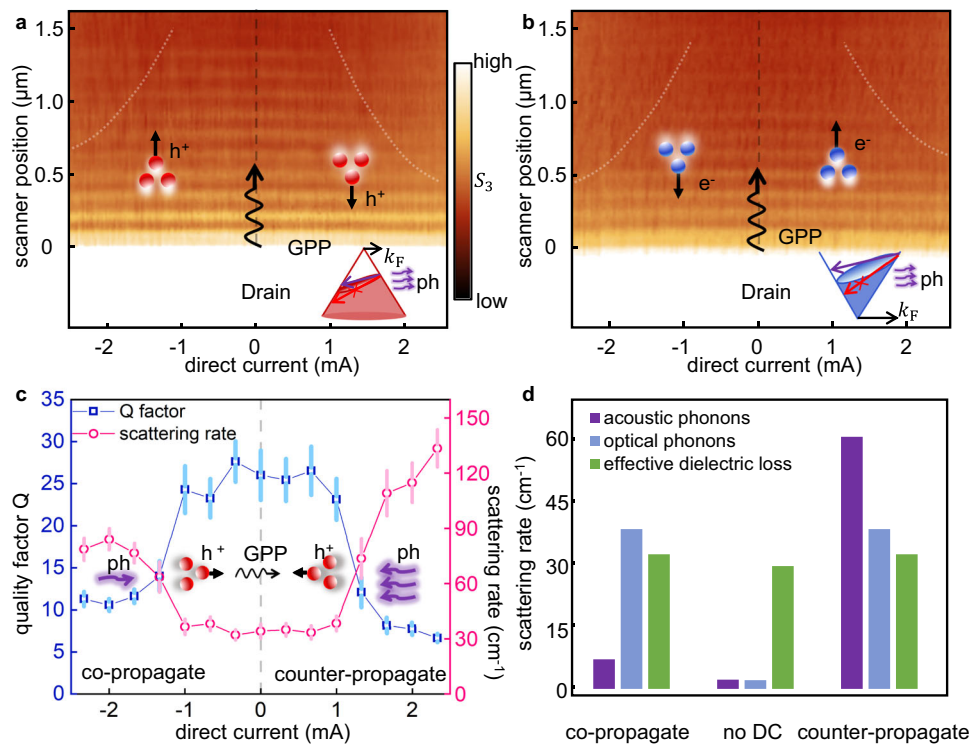 a
1.5
1.0
0.5
0
scanner position (μm)
h⁺
h⁺
GPP
Drain
k_F
ph
-2 -1 0 1 2
direct current (mA)
high
S₃
low
b
1.5
1.0
0.5
0
scanner position (μm)
e⁻
e⁻
GPP
Drain
ph
k_F
-2 -1 0 1 2
direct current (mA)
c
35
30
25
20
15
10
5
0
quality factor Q
Q factor
scattering rate
ph
h⁺
GPP
h⁺
ph
co-propagate
counter-propagate
150
120
90
60
30
0
scattering rate (cm⁻¹)
-2 -1 0 1 2
direct current (mA)
d
60
45
30
15
0
scattering rate (cm⁻¹)
acoustic phonons
optical phonons
effective dielectric loss
co-propagate no DC counter-propagate